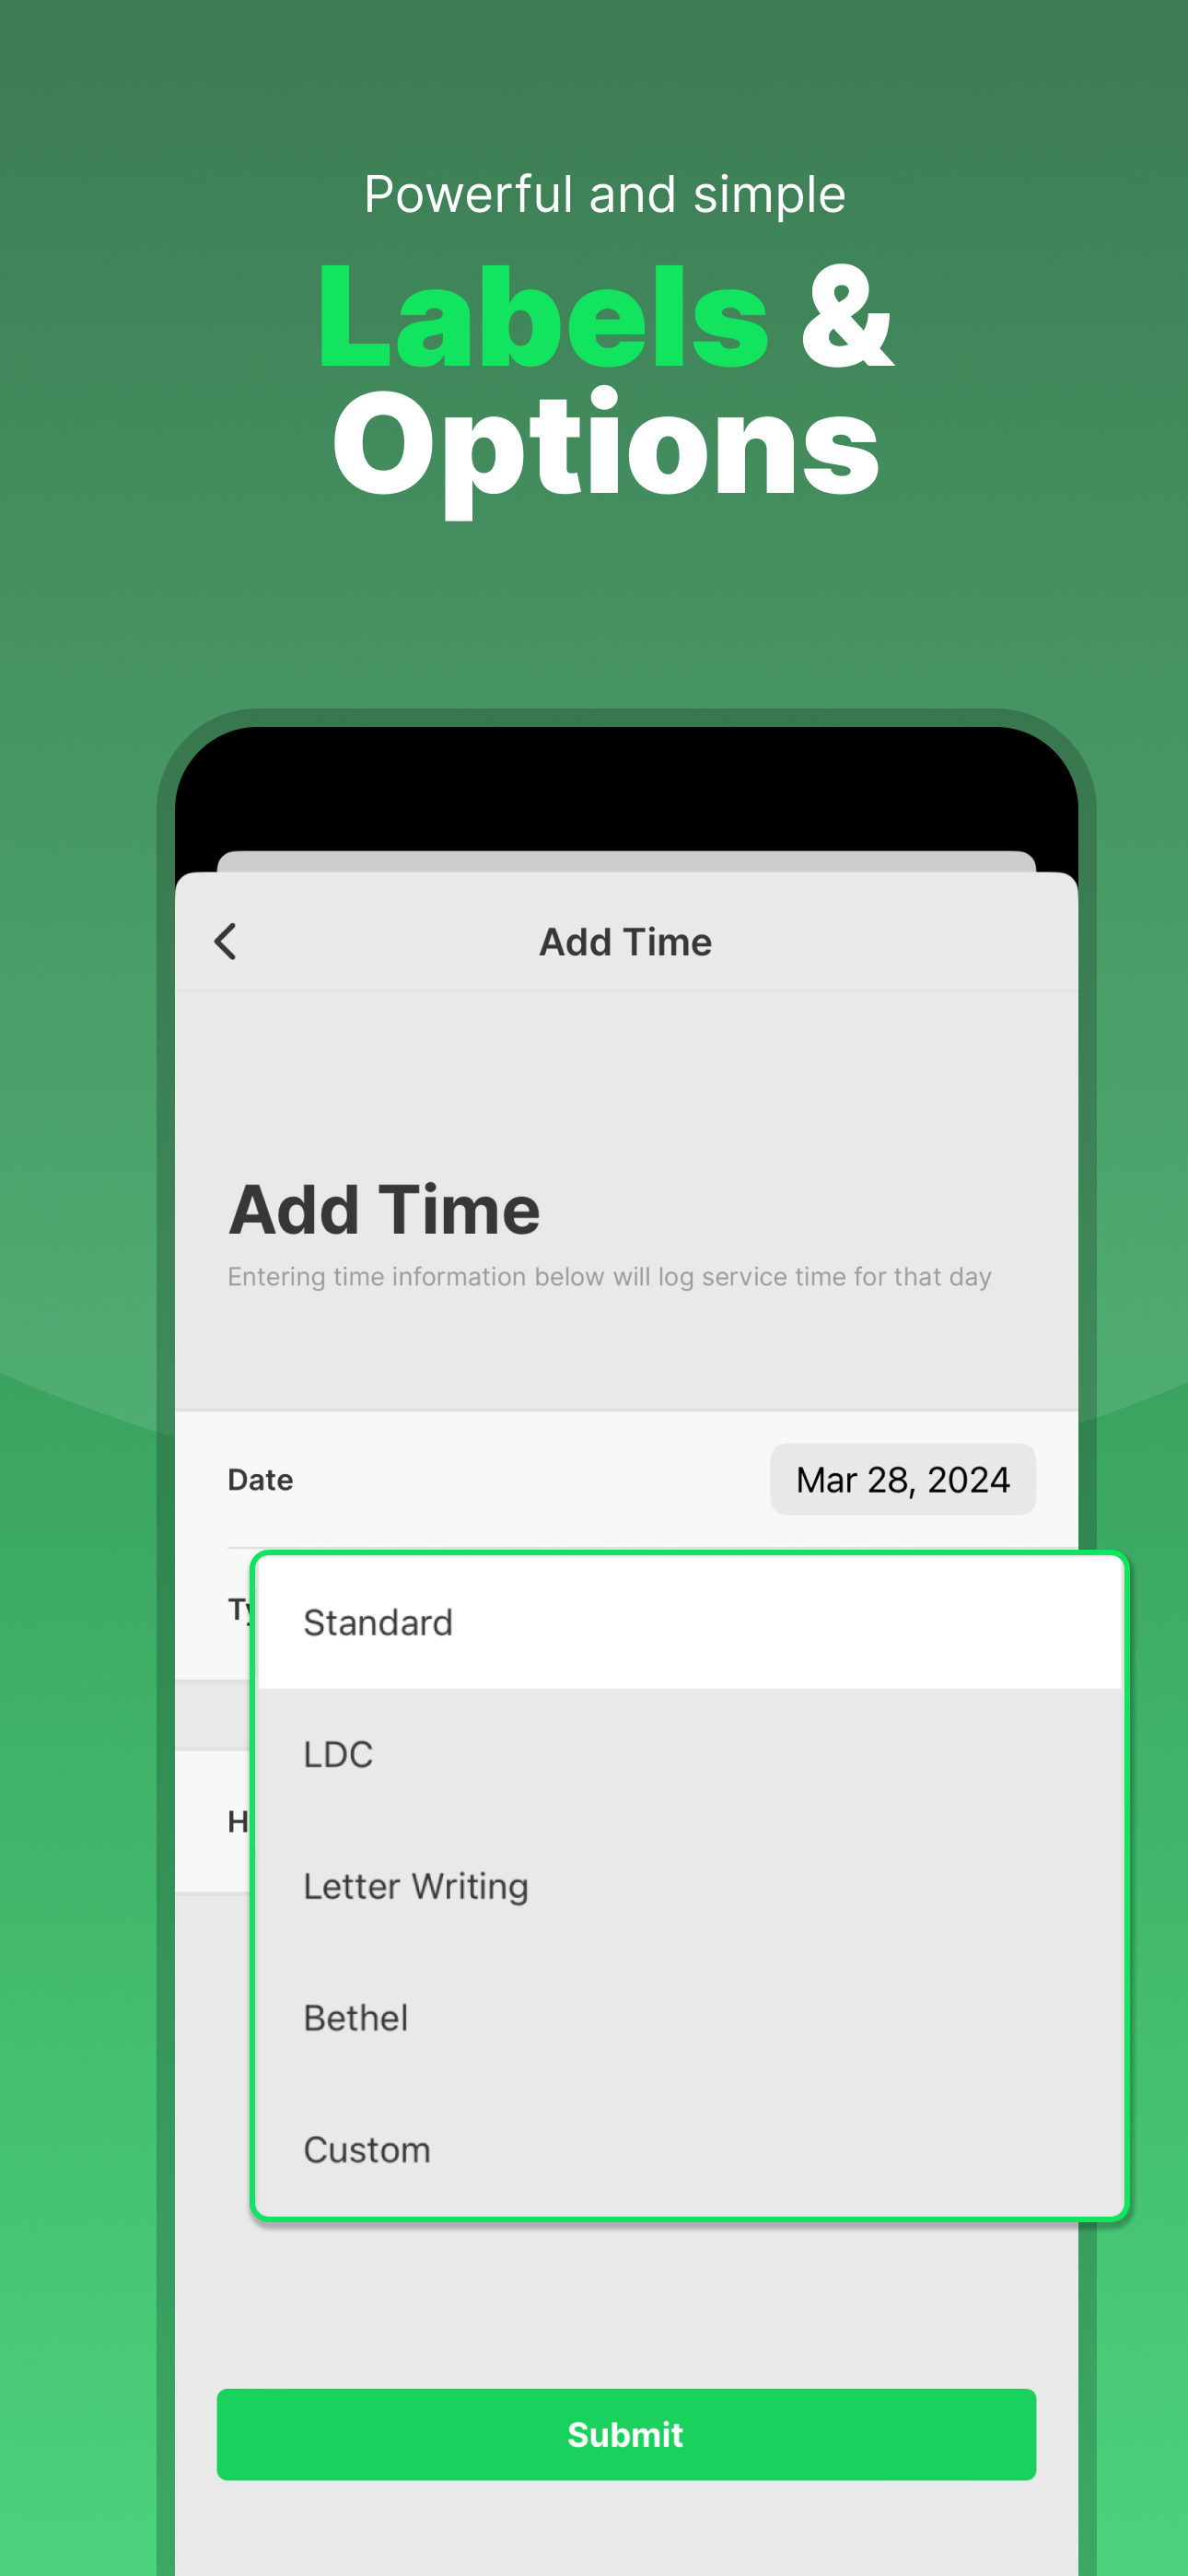 Powerful and simple
Labels &
Options
Add Time
Add Time
Entering time information below will log service time for that day
Date
Mar 28, 2024
Standard
LDC
Letter Writing
Bethel
Custom
Submit